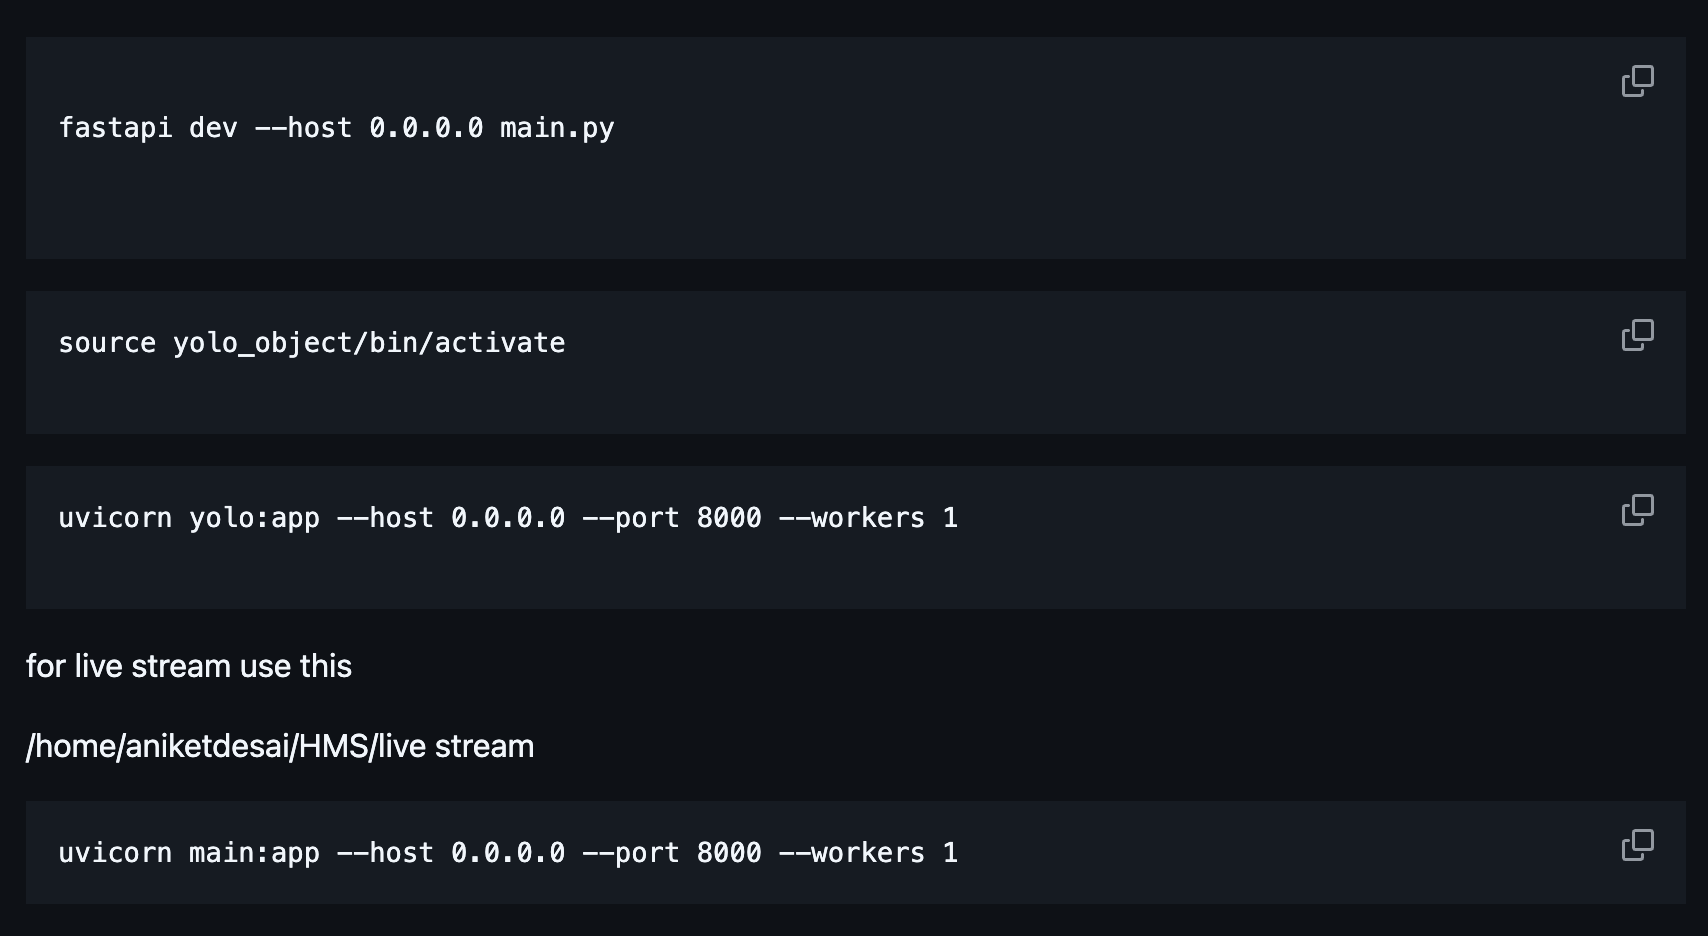 fastapi dev --host 0.0.0.0 main.py
source yolo_object/bin/activate
uvicorn yolo:app --host 0.0.0.0 --port 8000 --workers 1
for live stream use this
/home/aniketdesai/HMS/live stream
uvicorn main:app --host 0.0.0.0 --port 8000 --workers 1